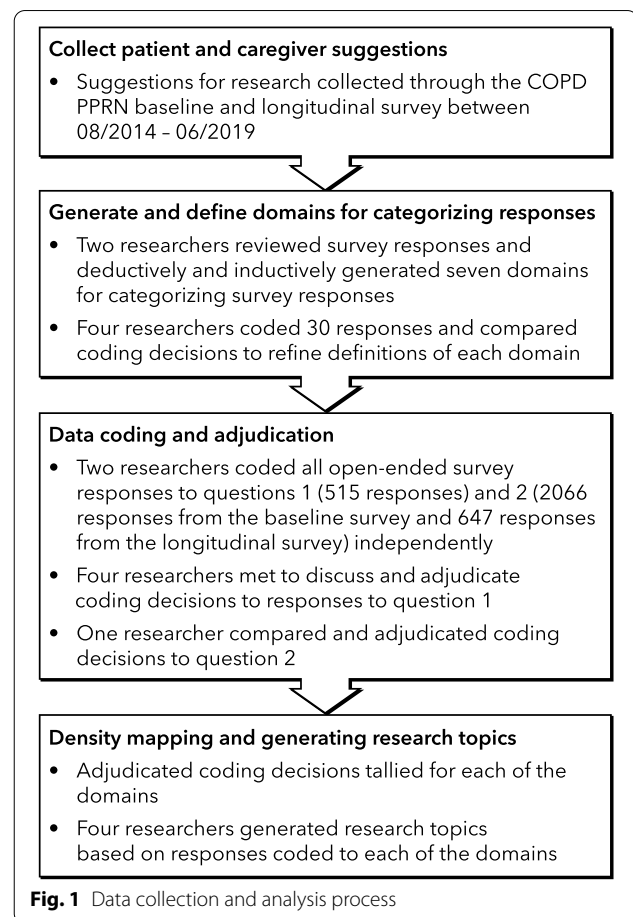 Collect patient and caregiver suggestions
• Suggestions for research collected through the COPD
PPRN baseline and longitudinal survey between
08/2014 – 06/2019
Generate and define domains for categorizing responses
• Two researchers reviewed survey responses and
deductively and inductively generated seven domains
for categorizing survey responses
• Four researchers coded 30 responses and compared
coding decisions to refine definitions of each domain
Data coding and adjudication
• Two researchers coded all open-ended survey
responses to questions 1 (515 responses) and 2 (2066
responses from the baseline survey and 647 responses
from the longitudinal survey) independently
• Four researchers met to discuss and adjudicate
coding decisions to responses to question 1
• One researcher compared and adjudicated coding
decisions to question 2
Density mapping and generating research topics
• Adjudicated coding decisions tallied for each of the
domains
• Four researchers generated research topics
based on responses coded to each of the domains
Fig. 1 Data collection and analysis process